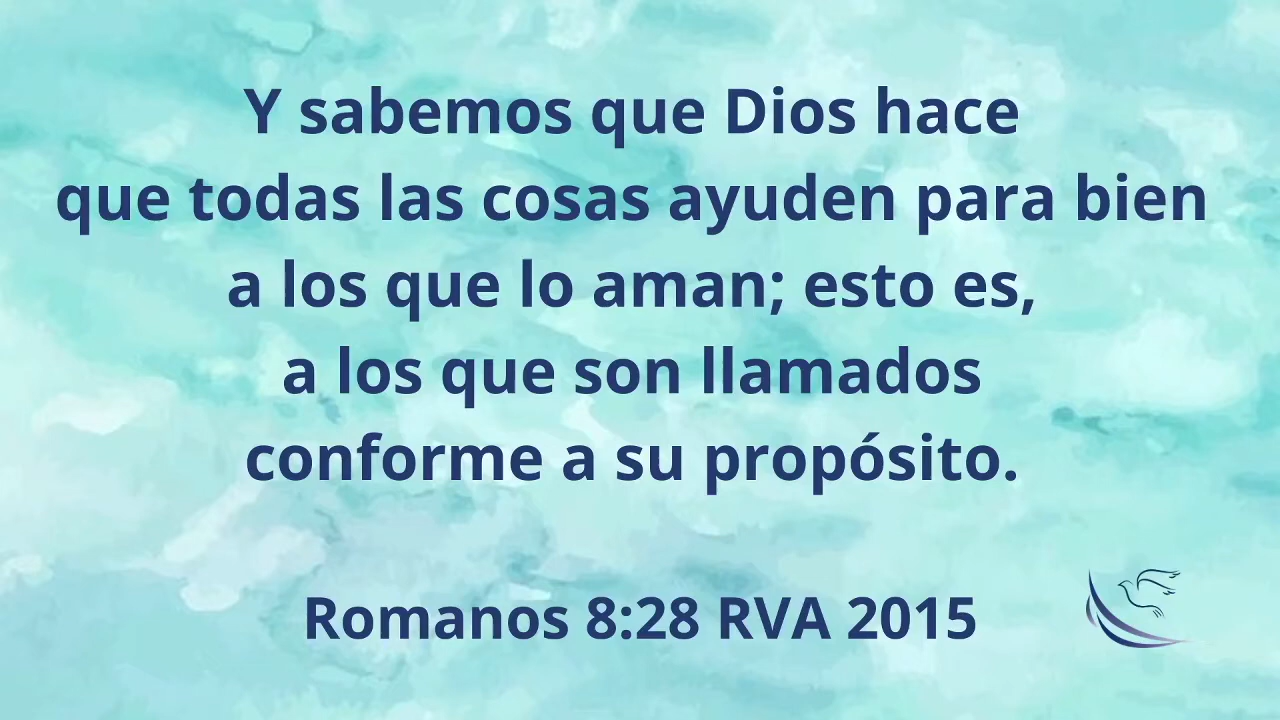 Y sabemos que Dios hace
que todas las cosas ayuden para bien
a los que lo aman; esto es,
a los que son llamados
conforme a su propósito.
Romanos 8:28 RVA 2015